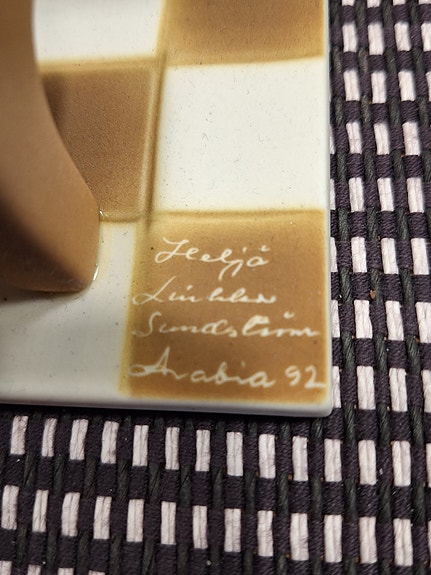 Heljä
Liukko
Sundström
Arabia 92